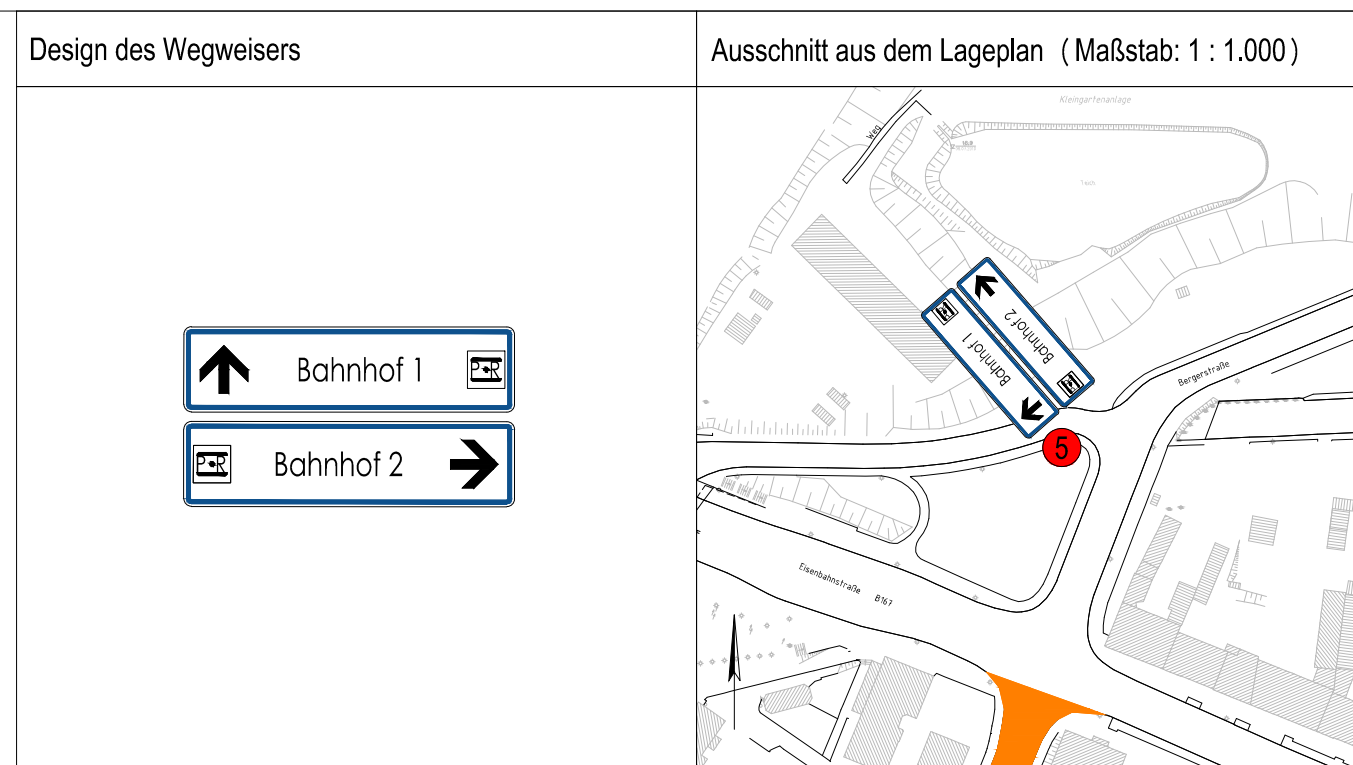 Design des Wegweisers
Ausschnitt aus dem Lageplan (Maßstab: 1 : 1.000)
Bahnhof 1 P R
P R Bahnhof 2
Kleingartenanlage
Weg
Teich
Bahnhof 2
Bahnhof 1
Bergerstraße
5
Eisenbahnstraße B167